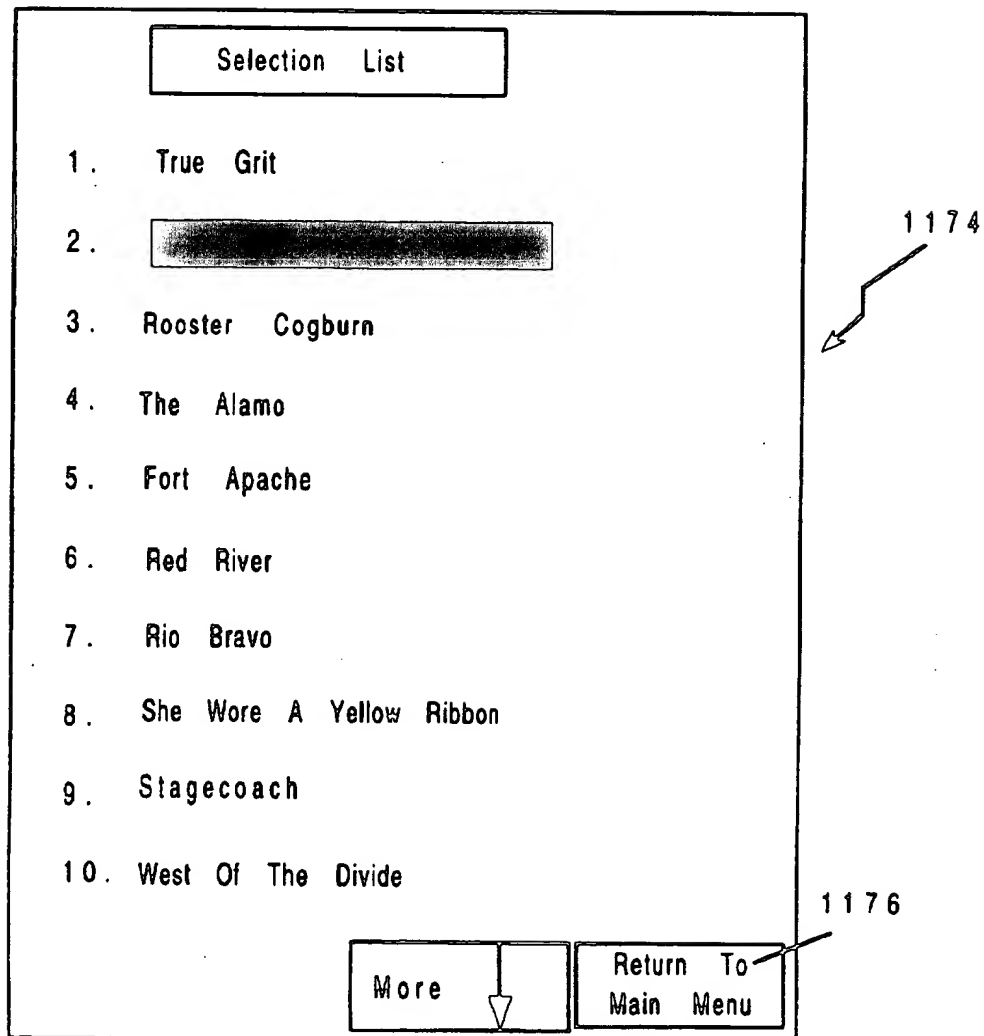 Selection List
1. True Grit
2.
3. Rooster Cogburn
1174
4. The Alamo
5. Fort Apache
6. Red River
7. Rio Bravo
8. She Wore A Yellow Ribbon
9. Stagecoach
10. West Of The Divide
1176
More
Return To
Main Menu